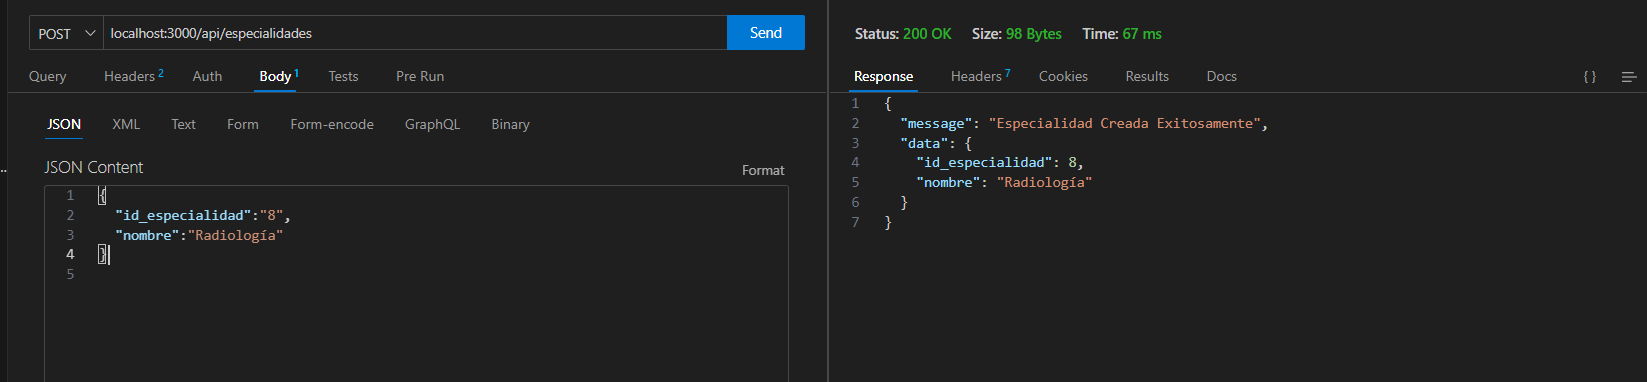 POST localhost:3000/api/especialidades Send
Query Headers 2 Auth Body 1 Tests Pre Run
JSON XML Text Form Form-encode GraphQL Binary
JSON Content Format
1 {
2 "id_especialidad":"8",
3 "nombre":"Radiología"
4 }
5
Status: 200 OK Size: 98 Bytes Time: 67 ms
Response Headers 7 Cookies Results Docs { }
1 {
2 "message": "Especialidad Creada Exitosamente",
3 "data": {
4 "id_especialidad": 8,
5 "nombre": "Radiología"
6 }
7 }